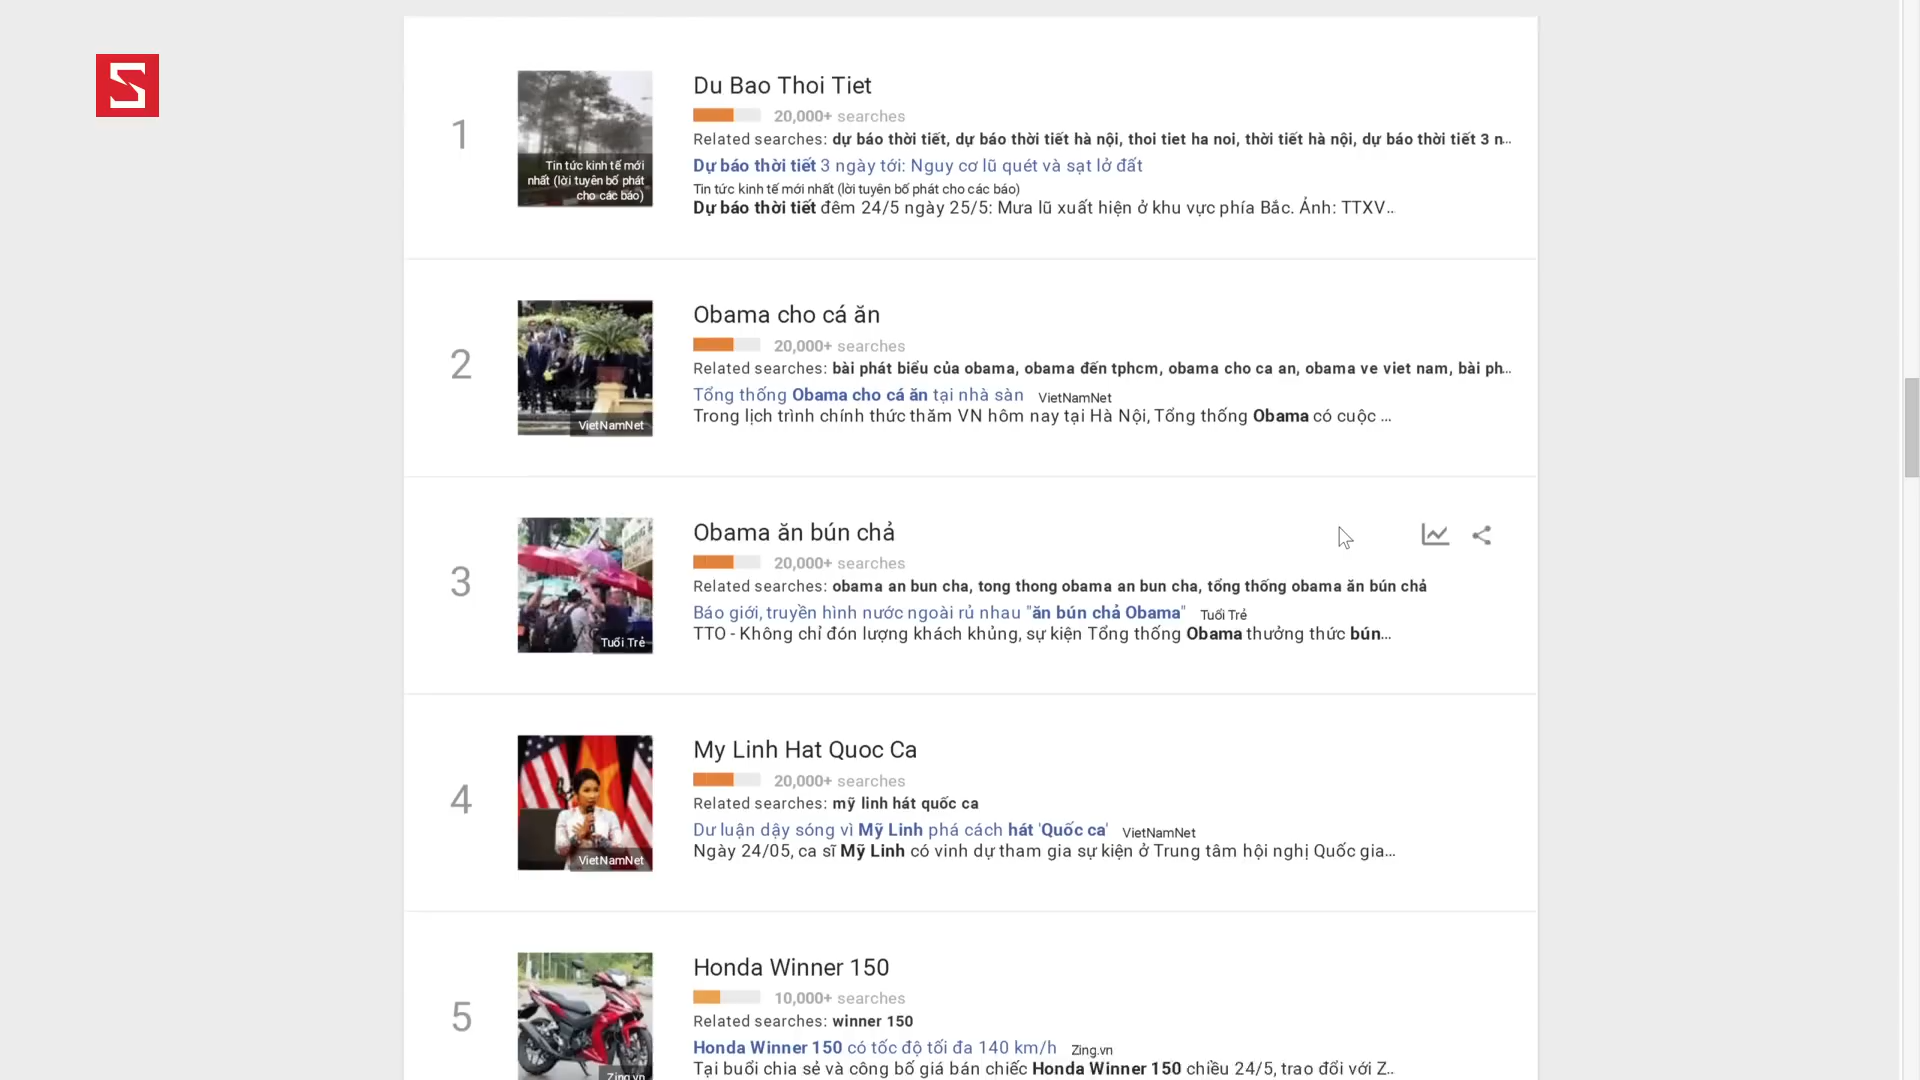 S
1
Tin tức kinh tế mới
nhất (lời tuyên bố phát
cho các báo)
Du Bao Thoi Tiet
20,000+ searches
Related searches: dự báo thời tiết, dự báo thời tiết hà nội, thoi tiet ha noi, thời tiết hà nội, dự báo thời tiết 3 n...
Dự báo thời tiết 3 ngày tới: Nguy cơ lũ quét và sạt lở đất
Tin tức kinh tế mới nhất (lời tuyên bố phát cho các báo)
Dự báo thời tiết đêm 24/5 ngày 25/5: Mưa lũ xuất hiện ở khu vực phía Bắc. Ảnh: TTXV...
2
VietNamNet
Obama cho cá ăn
20,000+ searches
Related searches: bài phát biểu của obama, obama đến tphcm, obama cho ca an, obama ve viet nam, bài ph...
Tổng thống Obama cho cá ăn tại nhà sàn VietNamNet
Trong lịch trình chính thức thăm VN hôm nay tại Hà Nội, Tổng thống Obama có cuộc ...
3
Tuổi Trẻ
Obama ăn bún chả
20,000+ searches
Related searches: obama an bun cha, tong thong obama an bun cha, tổng thống obama ăn bún chả
Báo giới, truyền hình nước ngoài rủ nhau "ăn bún chả Obama" Tuổi Trẻ
TTO - Không chỉ đón lượng khách khủng, sự kiện Tổng thống Obama thưởng thức bún...
4
VietNamNet
My Linh Hat Quoc Ca
20,000+ searches
Related searches: mỹ linh hát quốc ca
Dư luận dậy sóng vì Mỹ Linh phá cách hát 'Quốc ca' VietNamNet
Ngày 24/05, ca sĩ Mỹ Linh có vinh dự tham gia sự kiện ở Trung tâm hội nghị Quốc gia...
5
Zing.vn
Honda Winner 150
10,000+ searches
Related searches: winner 150
Honda Winner 150 có tốc độ tối đa 140 km/h Zing.vn
Tại buổi chia sẻ và công bố giá bán chiếc Honda Winner 150 chiều 24/5, trao đổi với Z...